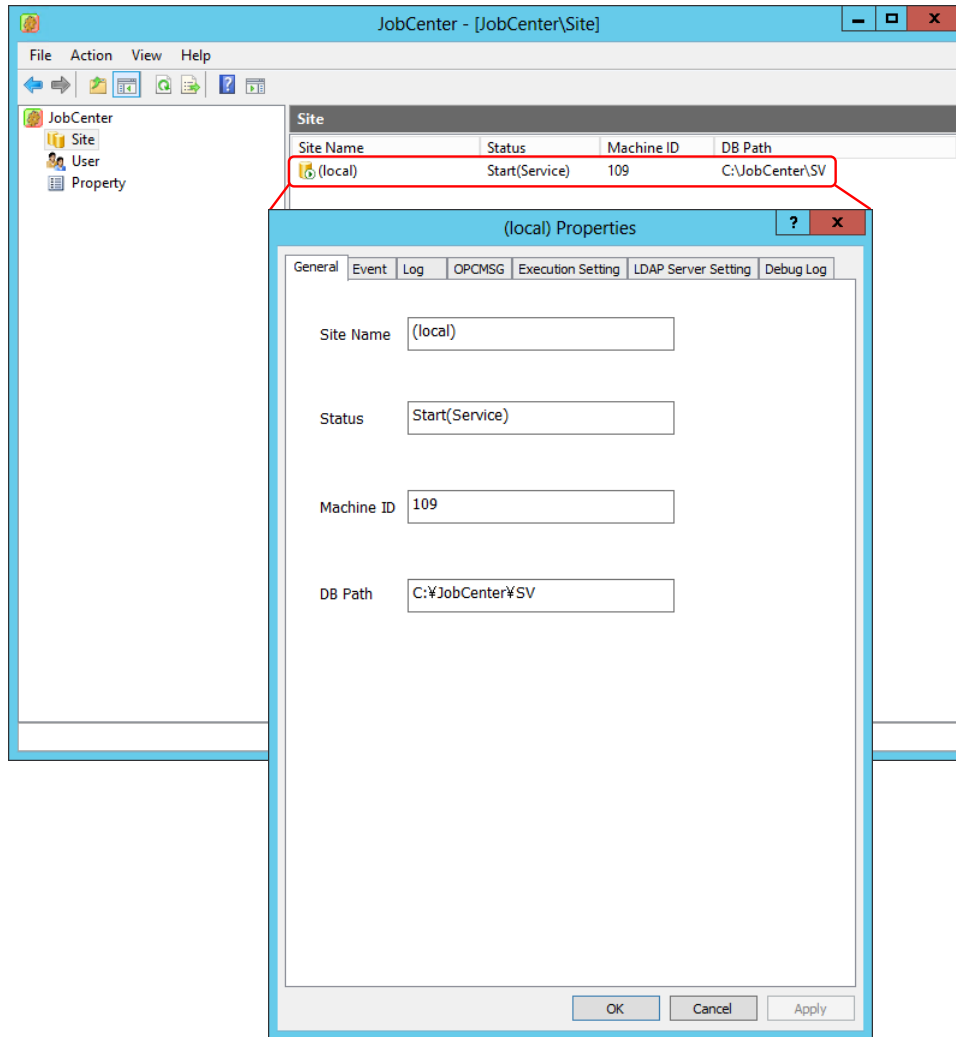 JobCenter - [JobCenter\Site]
File Action View Help
JobCenter
Site
User
Property
Site
Site Name Status Machine ID DB Path
(local) Start(Service) 109 C:\JobCenter\SV
(local) Properties
General Event Log OPCMSG Execution Setting LDAP Server Setting Debug Log
Site Name (local)
Status Start(Service)
Machine ID 109
DB Path C:¥JobCenter¥SV
OK Cancel Apply